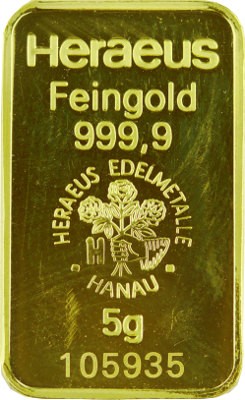 Heraeus
Feingold
999,9
HERAEUS EDELMETALLE
H
HANAU
5g
105935